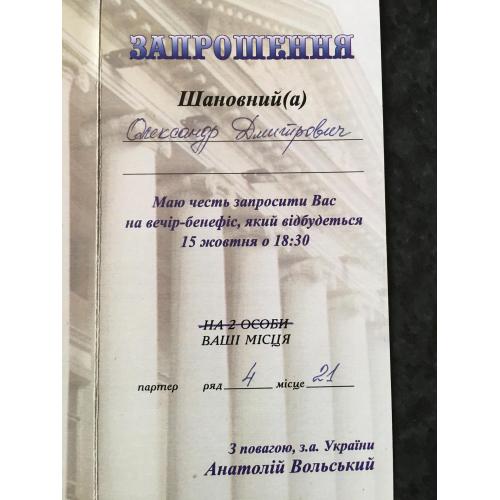 ЗАПРОШЕННЯ
Шановний(а)
Олександр Дмитрович
Маю честь запросити Вас
на вечір-бенефіс, який відбудеться
15 жовтня о 18:30
НА 2 ОСОБИ
ВАШІ МІСЦЯ
партер ряд 4 місце 21
З повагою, з.а. України
Анатолій Вольський